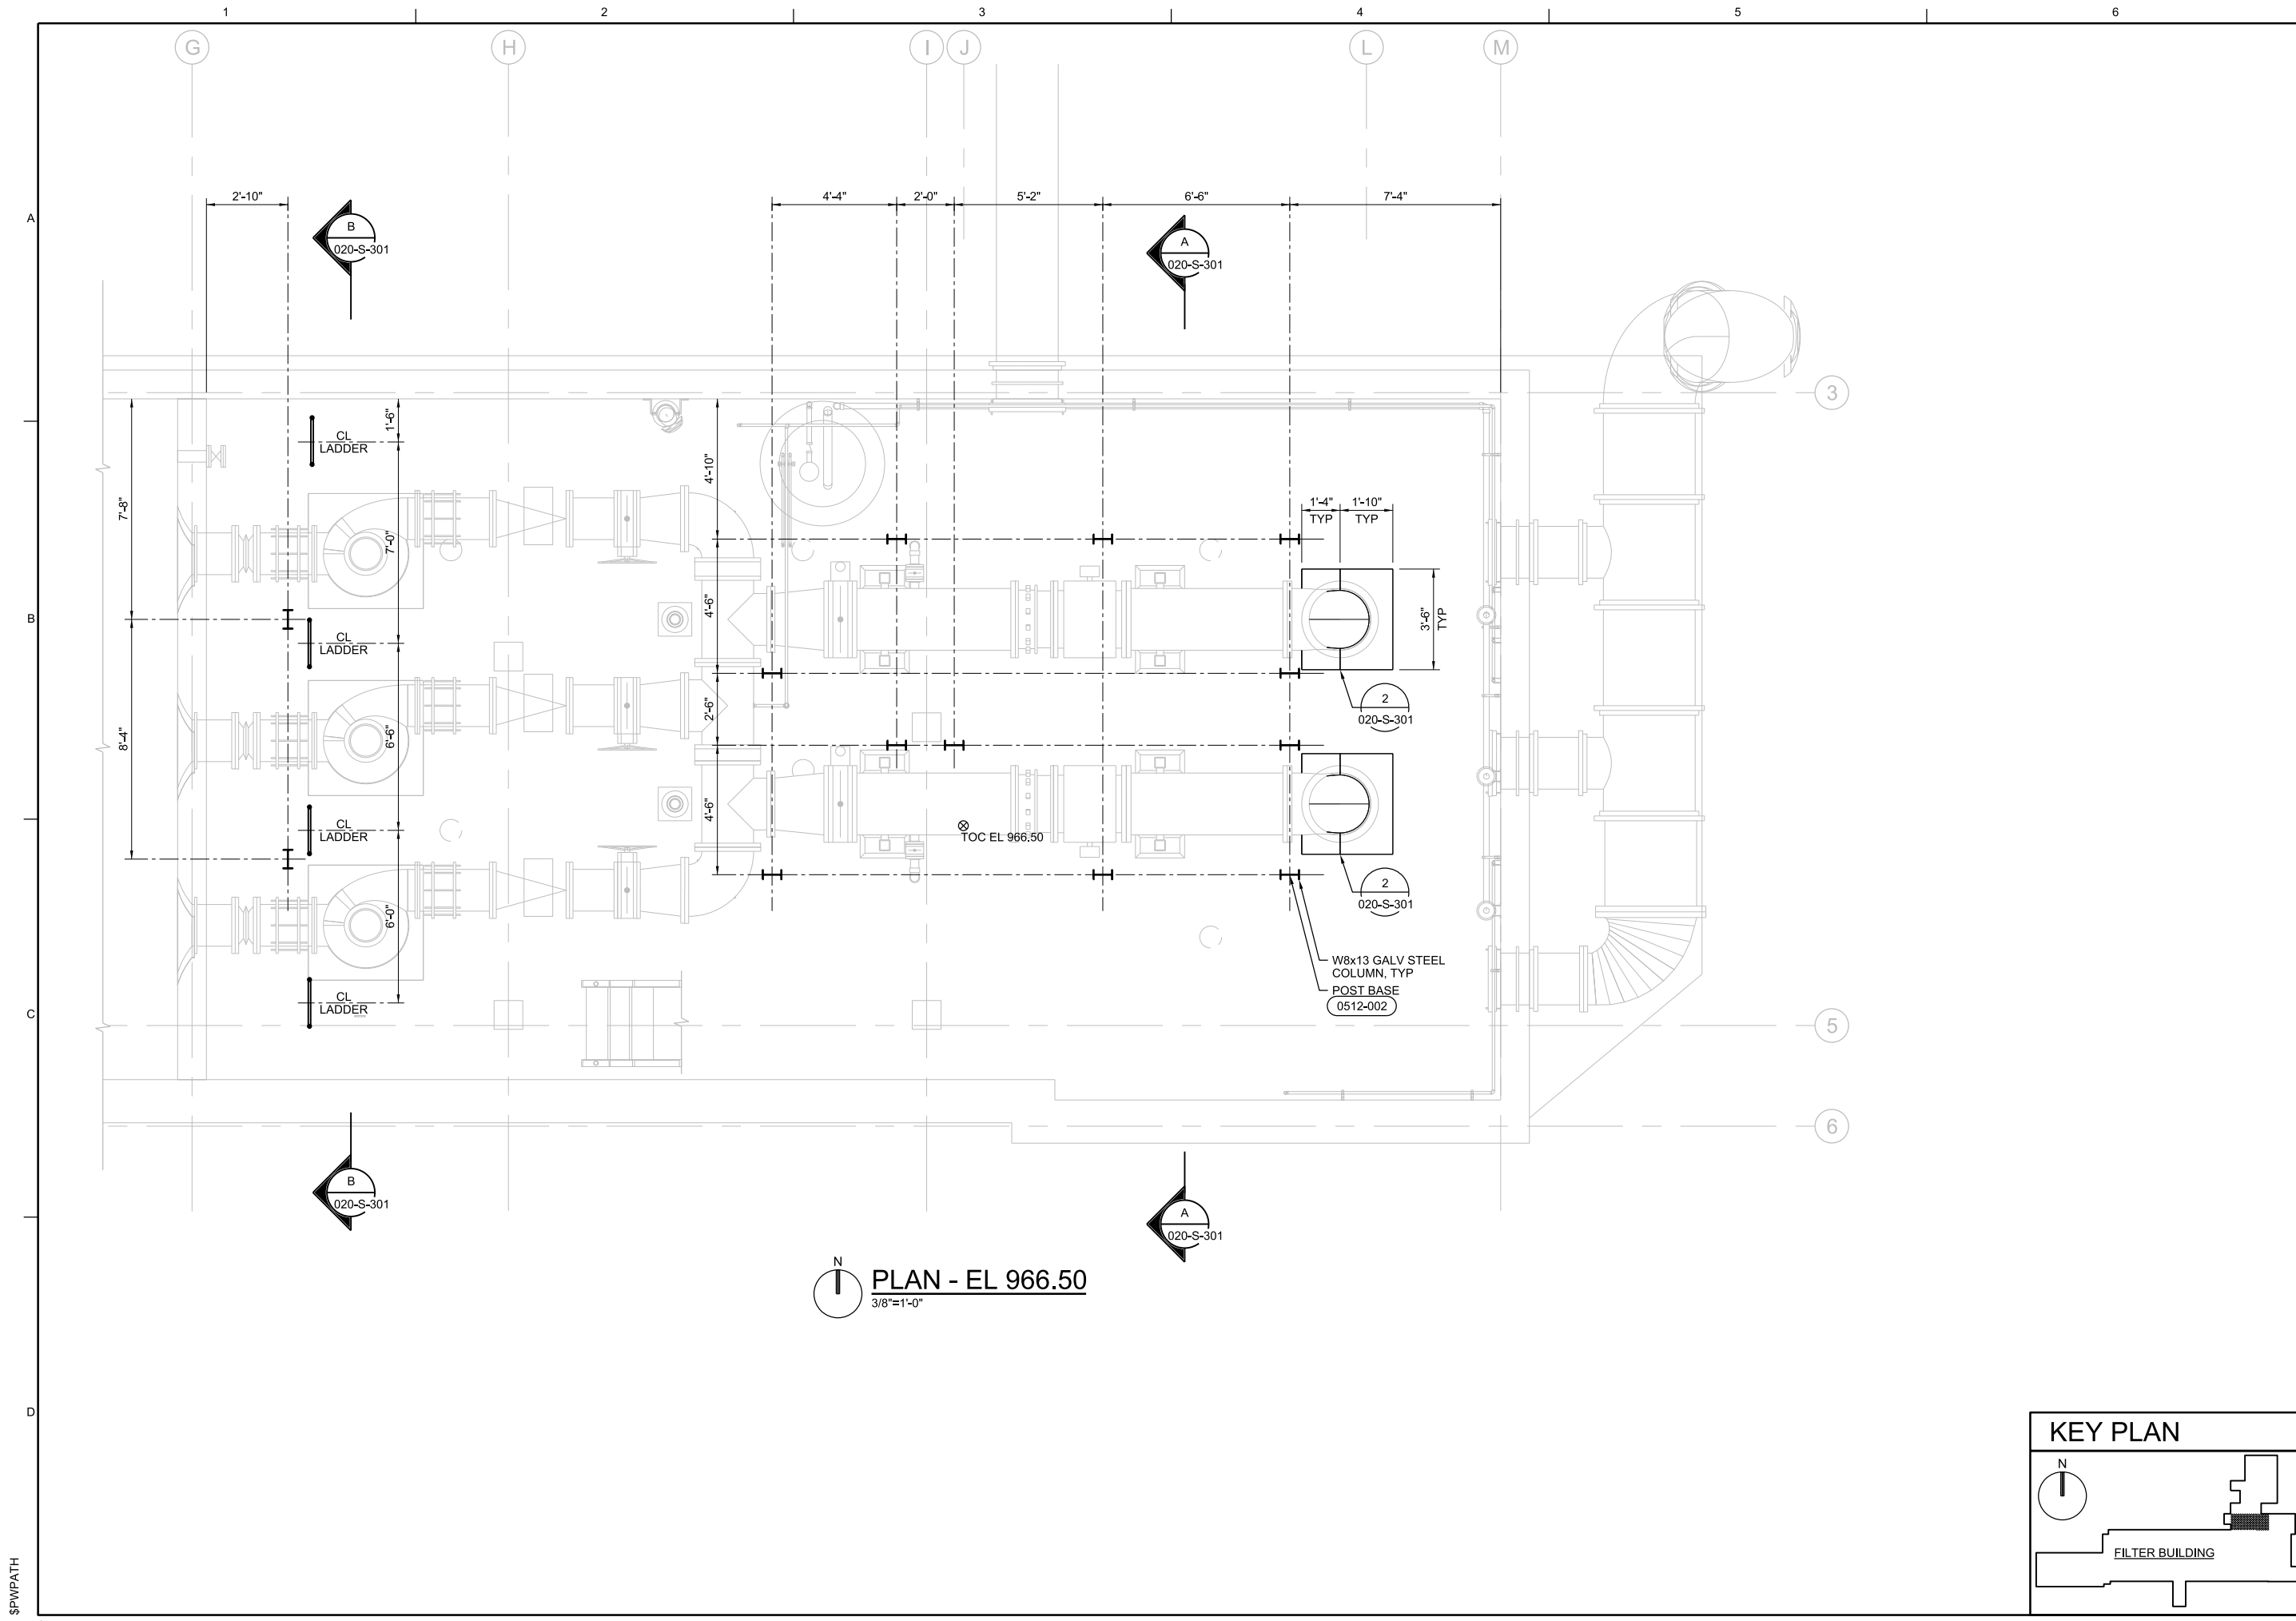 1 2 3 4 5 6
G H I J L M
A
2'-10"
4'-4" 2'-0" 5'-2" 6'-6" 7'-4"
B
020-S-301
A
020-S-301
3
1'-6"
CL
LADDER
4'-10"
7'-8"
7'-0"
1'-4" 1'-10"
TYP TYP
B
4'-6"
3'-6"
TYP
CL
LADDER
2
020-S-301
2'-6"
8'-4"
6'-6"
4'-6"
CL
LADDER
TOC EL 966.50
2
020-S-301
6'-0"
W8x13 GALV STEEL
COLUMN, TYP
POST BASE
0512-002
CL
LADDER
C
5
6
B
020-S-301
A
020-S-301
N
PLAN - EL 966.50
3/8"=1'-0"
D
KEY PLAN
N
FILTER BUILDING
$PWPATH